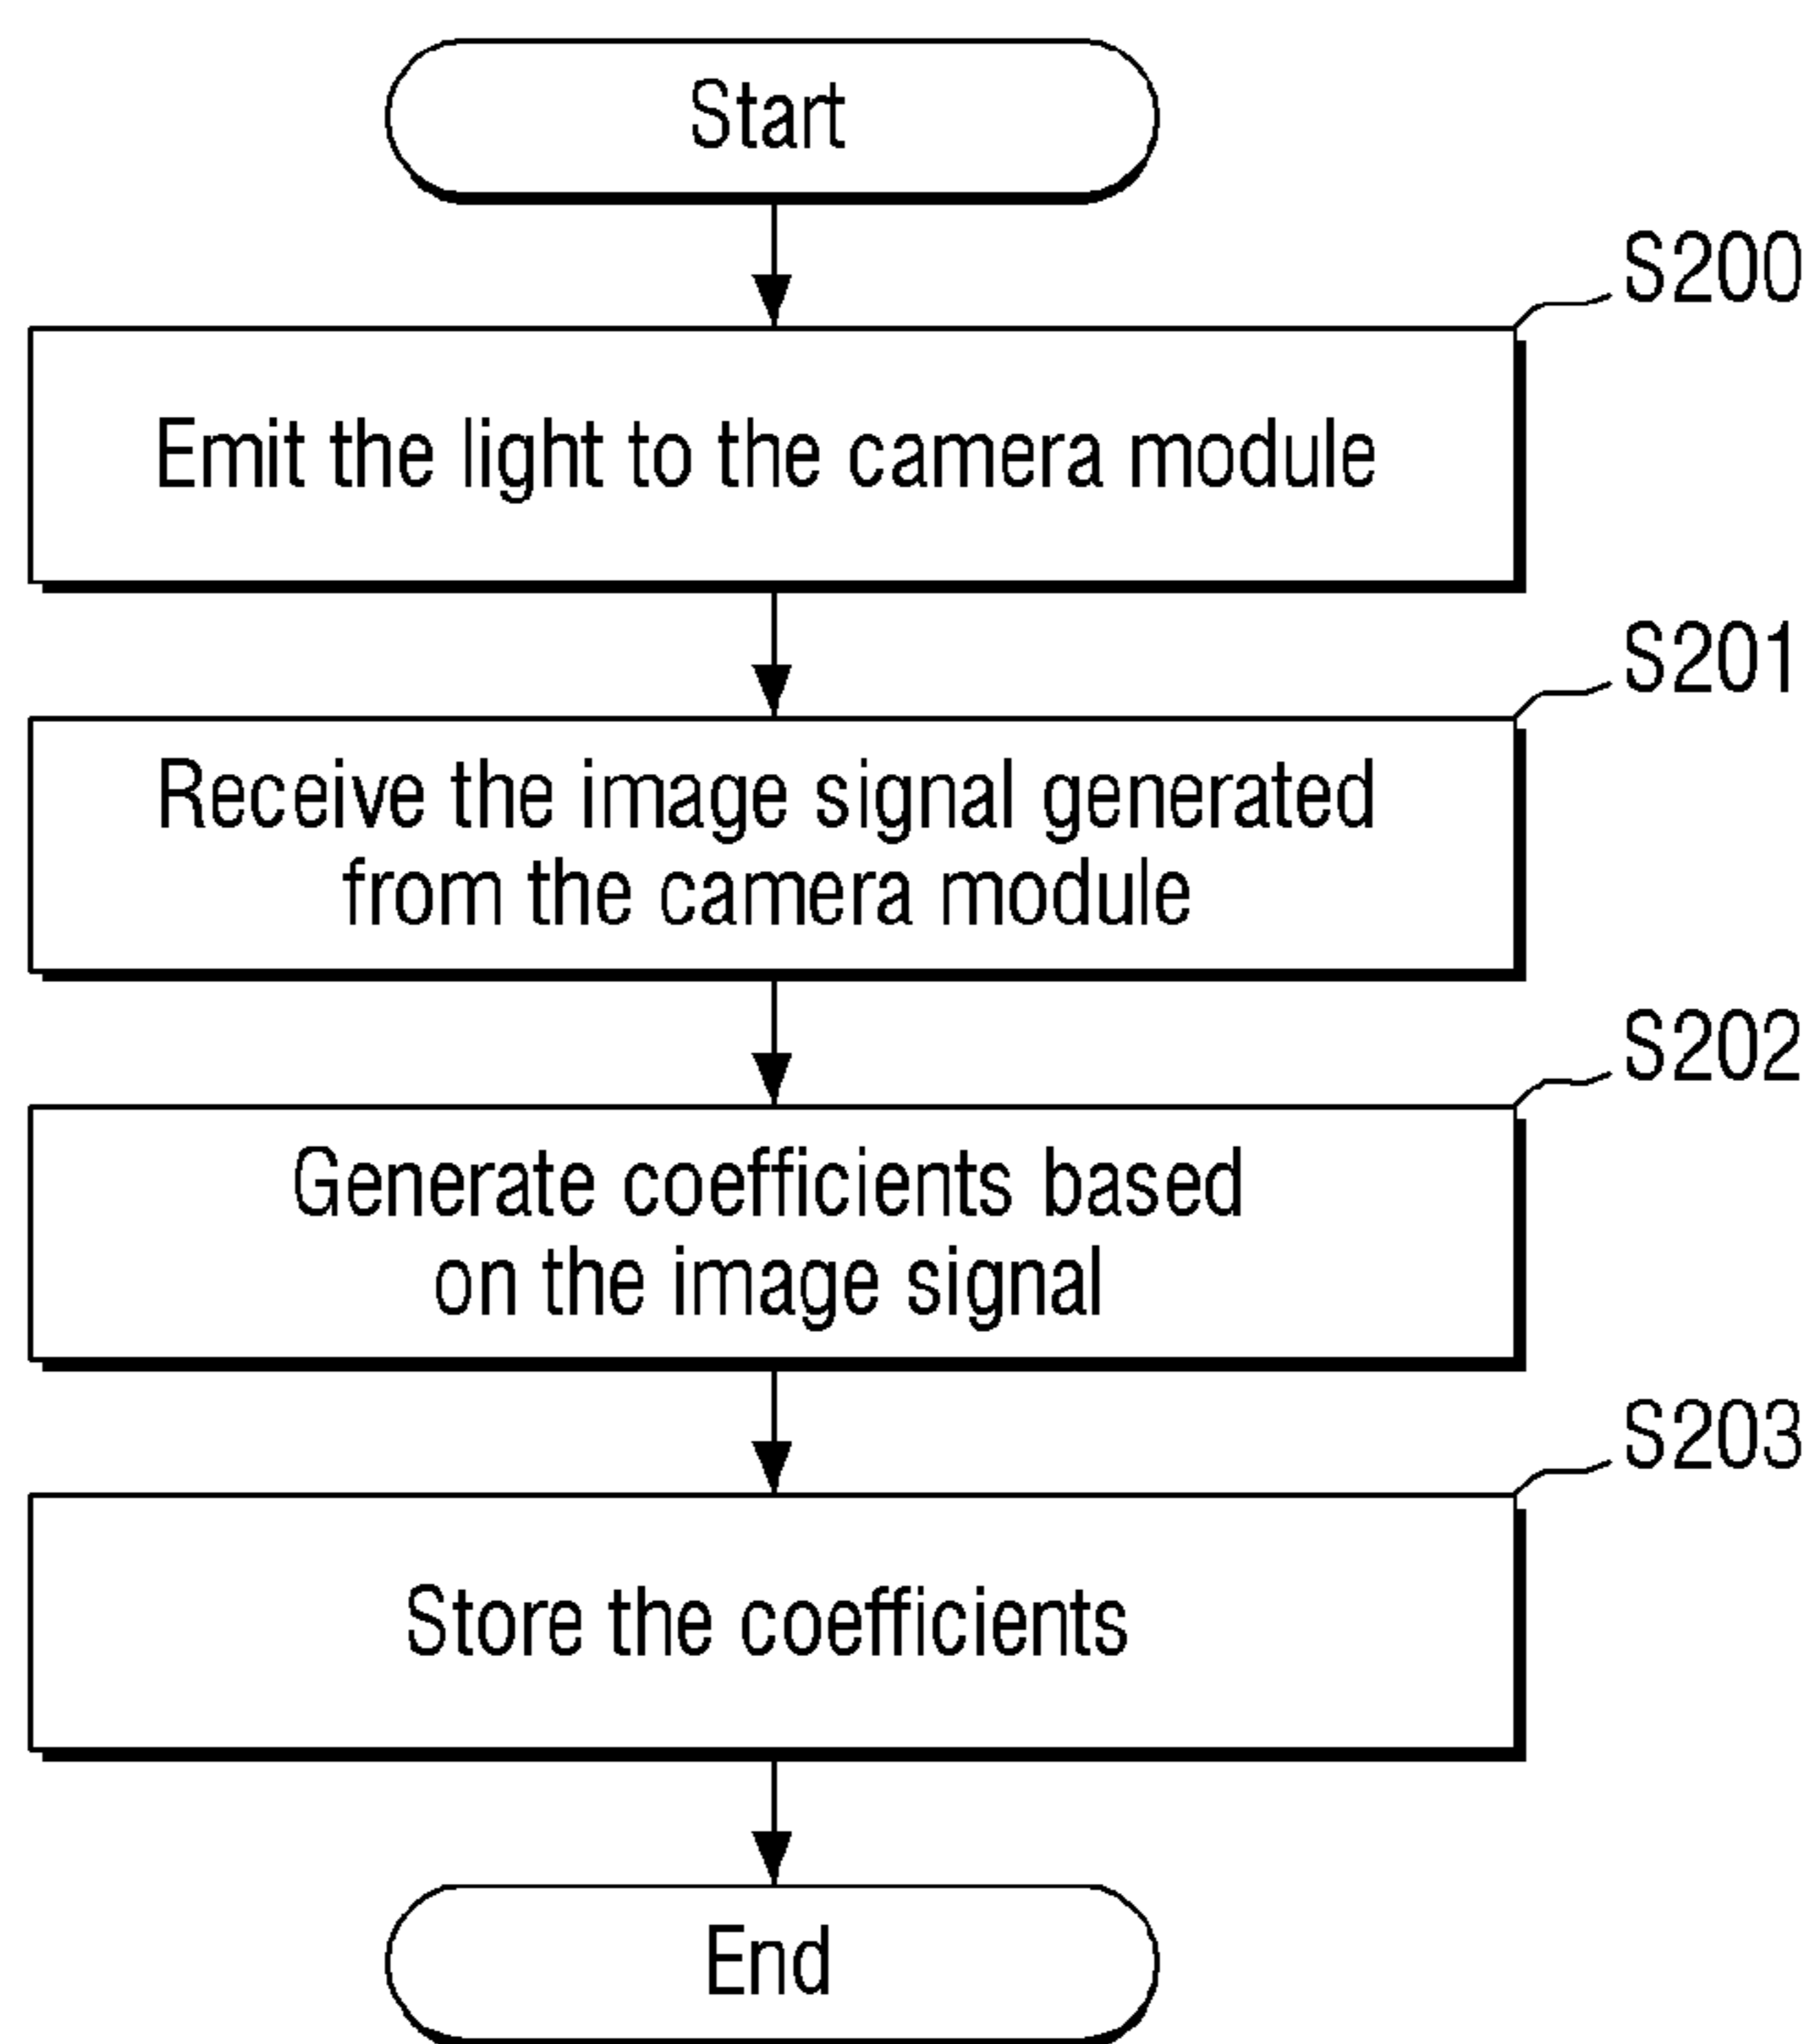 Start
S200
Emit the light to the camera module
S201
Receive the image signal generated
from the camera module
S202
Generate coefficients based
on the image signal
S203
Store the coefficients
End